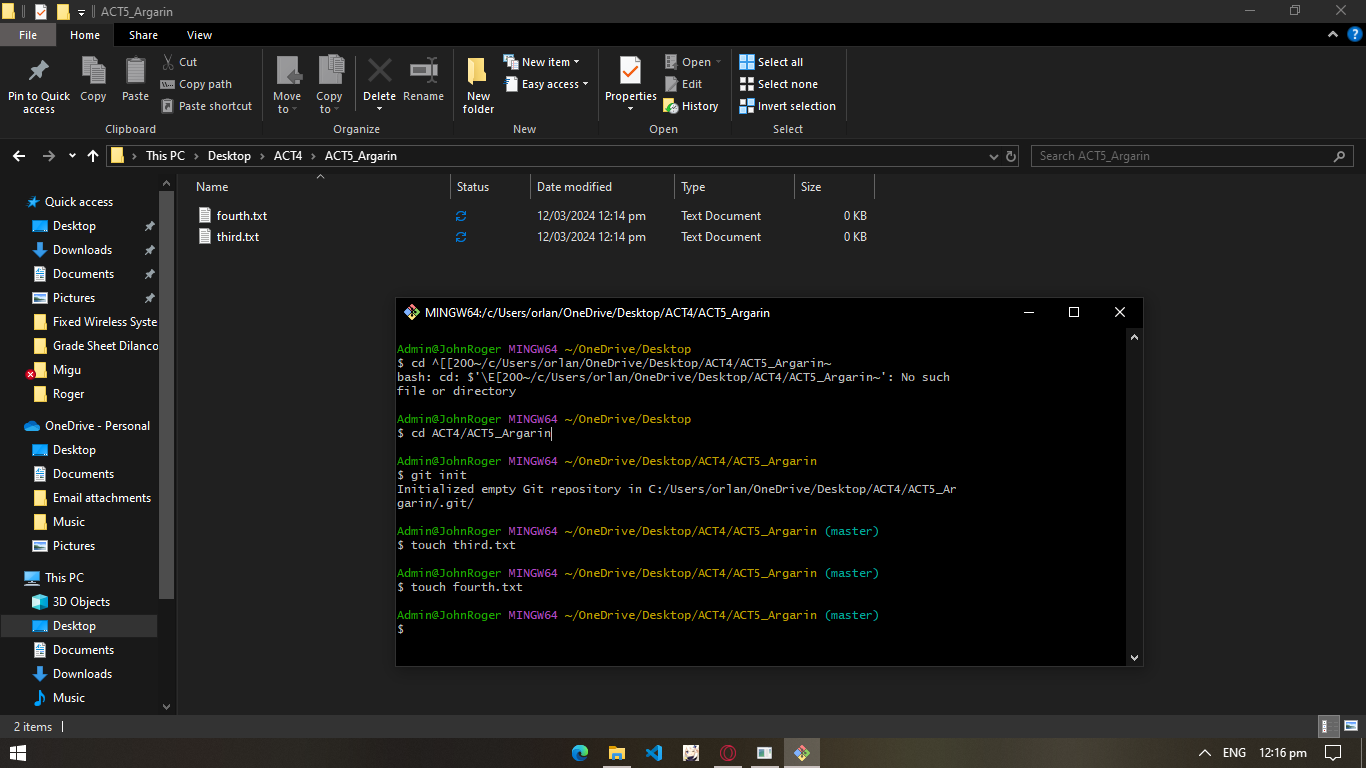 ACT5_Argarin
File Home Share View
Pin to Quick access
Copy
Paste
Cut
Copy path
Paste shortcut
Clipboard
Move to
Copy to
Delete
Rename
Organize
New folder
New item
Easy access
New
Properties
Open
Edit
History
Open
Select all
Select none
Invert selection
Select
This PC > Desktop > ACT4 > ACT5_Argarin
Search ACT5_Argarin
Quick access
Desktop
Downloads
Documents
Pictures
Fixed Wireless Syste
Grade Sheet Dilanco
Migu
Roger
OneDrive - Personal
Desktop
Documents
Email attachments
Music
Pictures
This PC
3D Objects
Desktop
Documents
Downloads
Music
Name Status Date modified Type Size
fourth.txt 12/03/2024 12:14 pm Text Document 0 KB
third.txt 12/03/2024 12:14 pm Text Document 0 KB
MINGW64:/c/Users/orlan/OneDrive/Desktop/ACT4/ACT5_Argarin
Admin@JohnRoger MINGW64 ~/OneDrive/Desktop
$ cd ^[[200~/c/Users/orlan/OneDrive/Desktop/ACT4/ACT5_Argarin~
bash: cd: $'\E[200~/c/Users/orlan/OneDrive/Desktop/ACT4/ACT5_Argarin~': No such
file or directory
Admin@JohnRoger MINGW64 ~/OneDrive/Desktop
$ cd ACT4/ACT5_Argarin
Admin@JohnRoger MINGW64 ~/OneDrive/Desktop/ACT4/ACT5_Argarin
$ git init
Initialized empty Git repository in C:/Users/orlan/OneDrive/Desktop/ACT4/ACT5_Ar
garin/.git/
Admin@JohnRoger MINGW64 ~/OneDrive/Desktop/ACT4/ACT5_Argarin (master)
$ touch third.txt
Admin@JohnRoger MINGW64 ~/OneDrive/Desktop/ACT4/ACT5_Argarin (master)
$ touch fourth.txt
Admin@JohnRoger MINGW64 ~/OneDrive/Desktop/ACT4/ACT5_Argarin (master)
$
2 items
ENG 12:16 pm